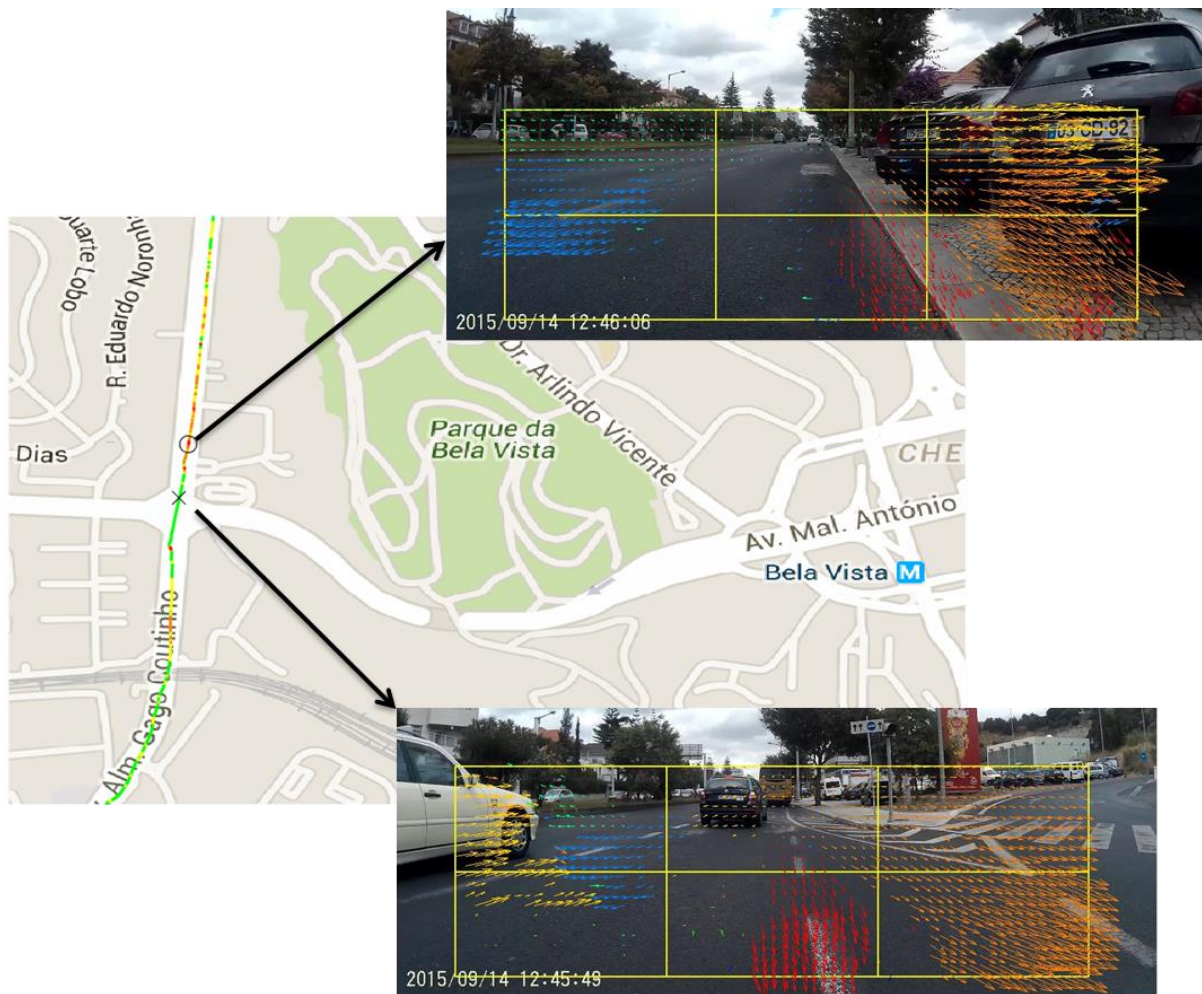 2015/09/14 12:46:06
uarte Lobo
R. Eduardo Noronha
Dr. Arlindo Vicente
Parque da
Bela Vista
Dias
CHE
Av. Mal. António
Bela Vista M
Alm. Gago Coutinho
2015/09/14 12:45:49